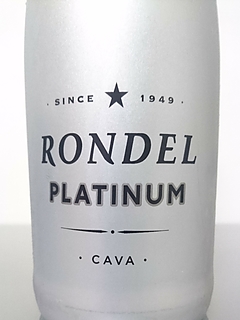 · SINCE ★ 1949 ·
RONDEL
PLATINUM
· CAVA ·